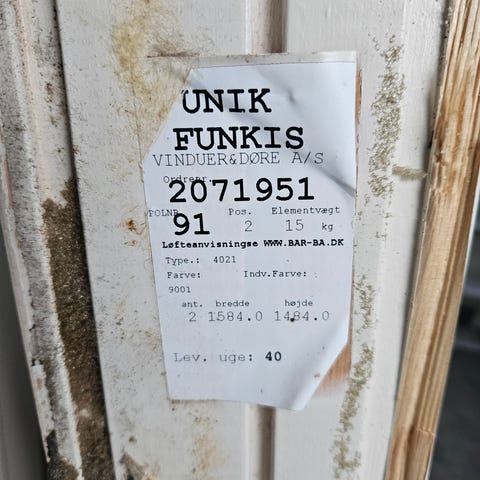 UNIK
FUNKIS
VINDUER&DØRE A/S
Ordrenr.
2071951
POLNR. Pos. Elementvægt
91 2 15 kg
Løfteanvisningse WWW.BAR-BA.DK
Type.: 4021
Farve: Indv.Farve:
9001
ant. bredde højde
2 1584.0 1484.0
Lev. uge: 40